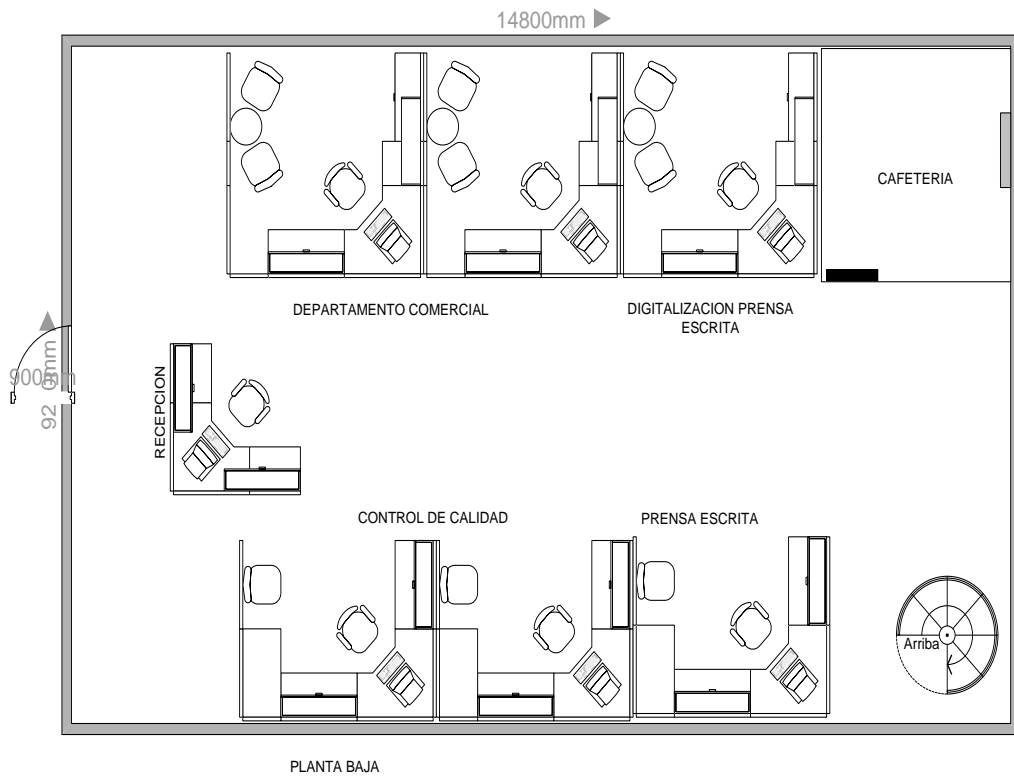 14800mm
CAFETERIA
DEPARTAMENTO COMERCIAL
DIGITALIZACION PRENSA
ESCRITA
900mm
RECEPCION
CONTROL DE CALIDAD
PRENSA ESCRITA
Arriba
PLANTA BAJA